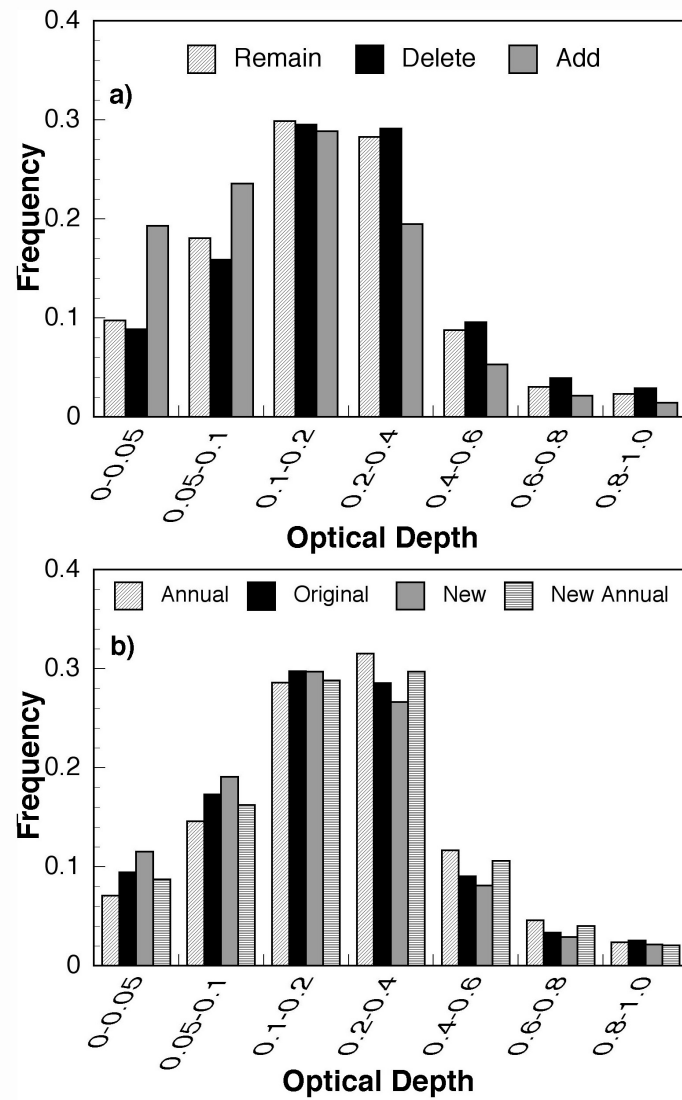 0.4
Remain Delete Add
a)
0.3
0.2
0.1
0
Frequency
0-0.05 0.05-0.1 0.1-0.2 0.2-0.4 0.4-0.6 0.6-0.8 0.8-1.0
Optical Depth
0.4
Annual Original New New Annual
b)
0.3
0.2
0.1
0
Frequency
0-0.05 0.05-0.1 0.1-0.2 0.2-0.4 0.4-0.6 0.6-0.8 0.8-1.0
Optical Depth